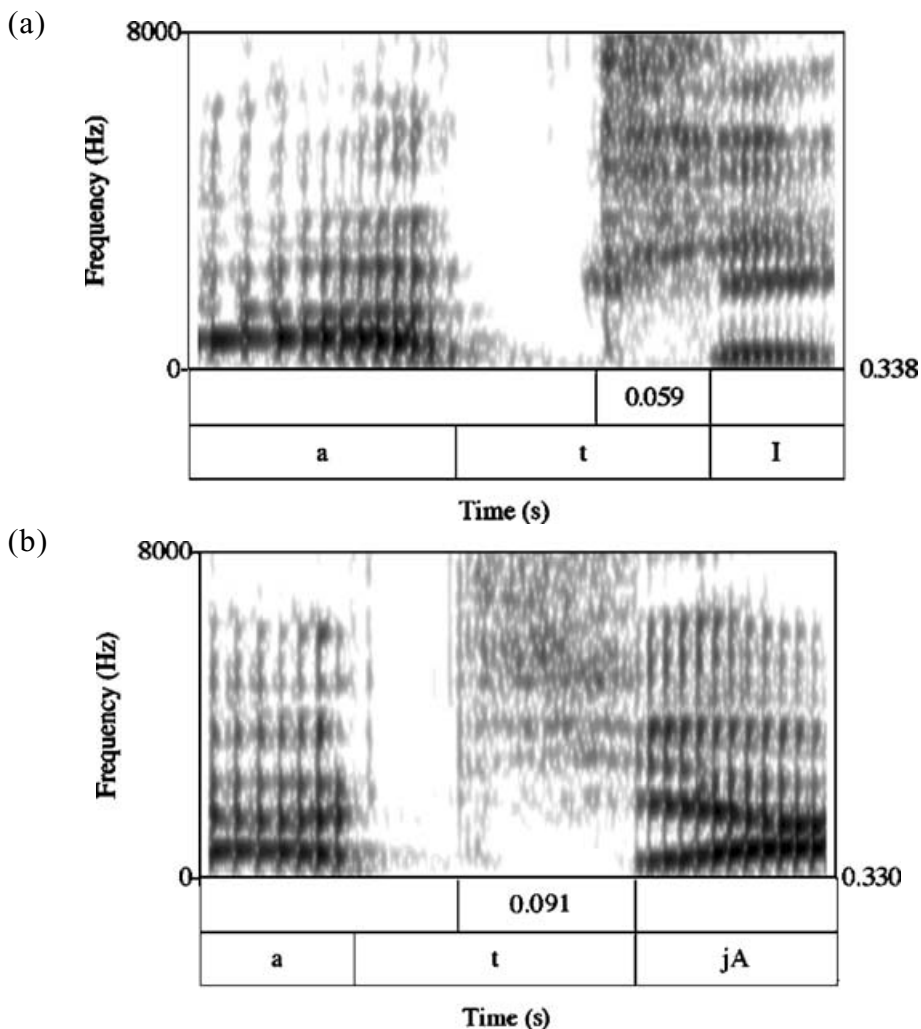 (a)
8000
Frequency (Hz)
0
0.338
0.059
a t I
Time (s)
(b)
8000
Frequency (Hz)
0
0.330
0.091
a t jA
Time (s)